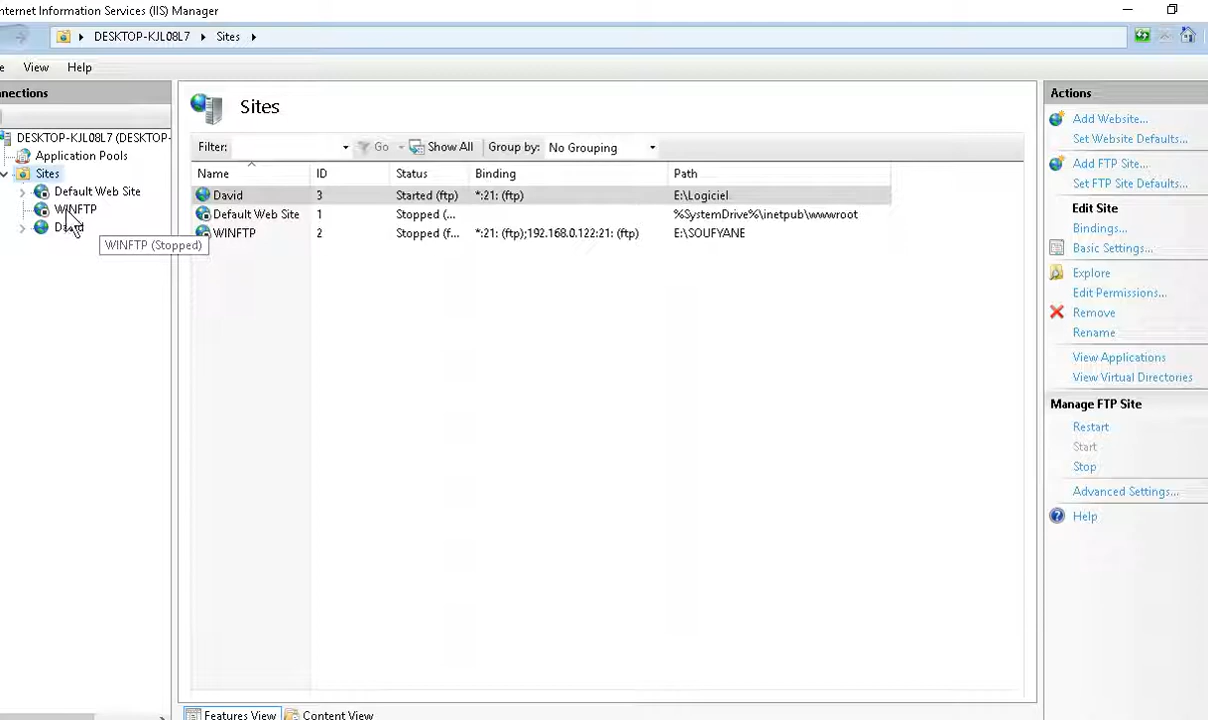 nternet Information Services (IIS) Manager
DESKTOP-KJL08L7 Sites
e View Help
nnections
DESKTOP-KJL08L7 (DESKTOP-
Application Pools
Sites
Default Web Site
WINFTP
David
WINFTP (Stopped)
Sites
Filter: Go Show All Group by: No Grouping
Name ID Status Binding Path
David 3 Started (ftp) *:21: (ftp) E:\Logiciel
Default Web Site 1 Stopped (... %SystemDrive%\inetpub\wwwroot
WINFTP 2 Stopped (f... *:21: (ftp);192.168.0.122:21: (ftp) E:\SOUFYANE
Features View Content View
Actions
Add Website...
Set Website Defaults...
Add FTP Site...
Set FTP Site Defaults...
Edit Site
Bindings...
Basic Settings...
Explore
Edit Permissions...
Remove
Rename
View Applications
View Virtual Directories
Manage FTP Site
Restart
Start
Stop
Advanced Settings...
Help